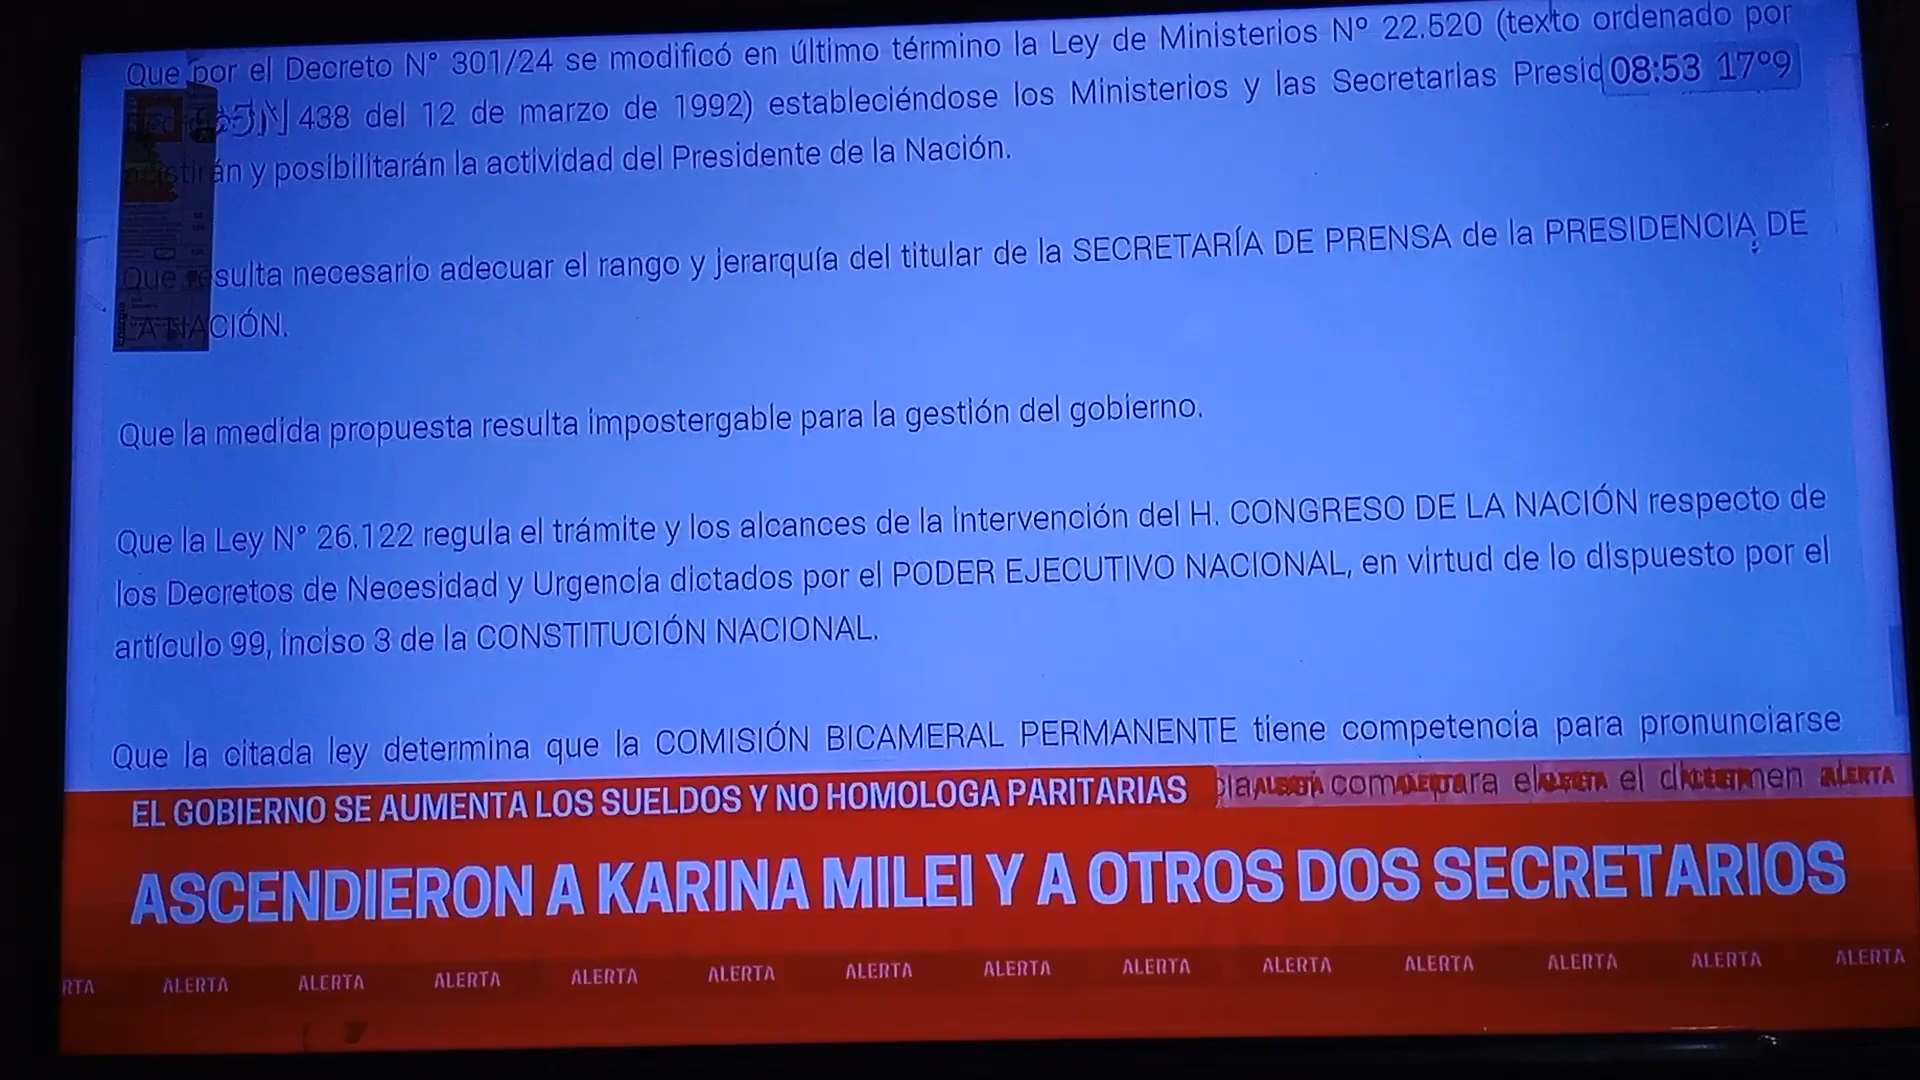 Que por el Decreto N° 301/24 se modificó en último término la Ley de Ministerios Nº 22.520 (texto ordenado por
438 del 12 de marzo de 1992) estableciéndose los Ministerios y las Secretarías Presid
08:53 17º9
y posibilitarán la actividad del Presidente de la Nación.
Que resulta necesario adecuar el rango y jerarquía del titular de la SECRETARÍA DE PRENSA de la PRESIDENCIA DE
LA NACIÓN.
Que la medida propuesta resulta impostergable para la gestión del gobierno.
Que la Ley N° 26.122 regula el trámite y los alcances de la intervención del H. CONGRESO DE LA NACIÓN respecto de
los Decretos de Necesidad y Urgencia dictados por el PODER EJECUTIVO NACIONAL, en virtud de lo dispuesto por el
artículo 99, inciso 3 de la CONSTITUCIÓN NACIONAL.
Que la citada ley determina que la COMISIÓN BICAMERAL PERMANENTE tiene competencia para pronunciarse
EL GOBIERNO SE AUMENTA LOS SUELDOS Y NO HOMOLOGA PARITARIAS
ALERTA
ASCENDIERON A KARINA MILEI Y A OTROS DOS SECRETARIOS
RTA ALERTA ALERTA ALERTA ALERTA ALERTA ALERTA ALERTA ALERTA ALERTA ALERTA ALERTA ALERTA ALERTA